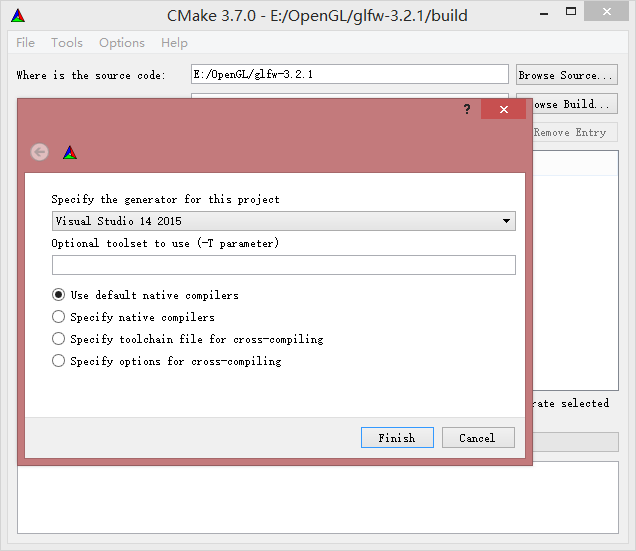 CMake 3.7.0 - E:/OpenGL/glfw-3.2.1/build
File Tools Options Help
Where is the source code: E:/OpenGL/glfw-3.2.1 Browse Source...
owse Build...
?
Remove Entry
Specify the generator for this project
Visual Studio 14 2015
Optional toolset to use (-T parameter)
Use default native compilers
Specify native compilers
Specify toolchain file for cross-compiling
Specify options for cross-compiling
rate selected
Finish Cancel